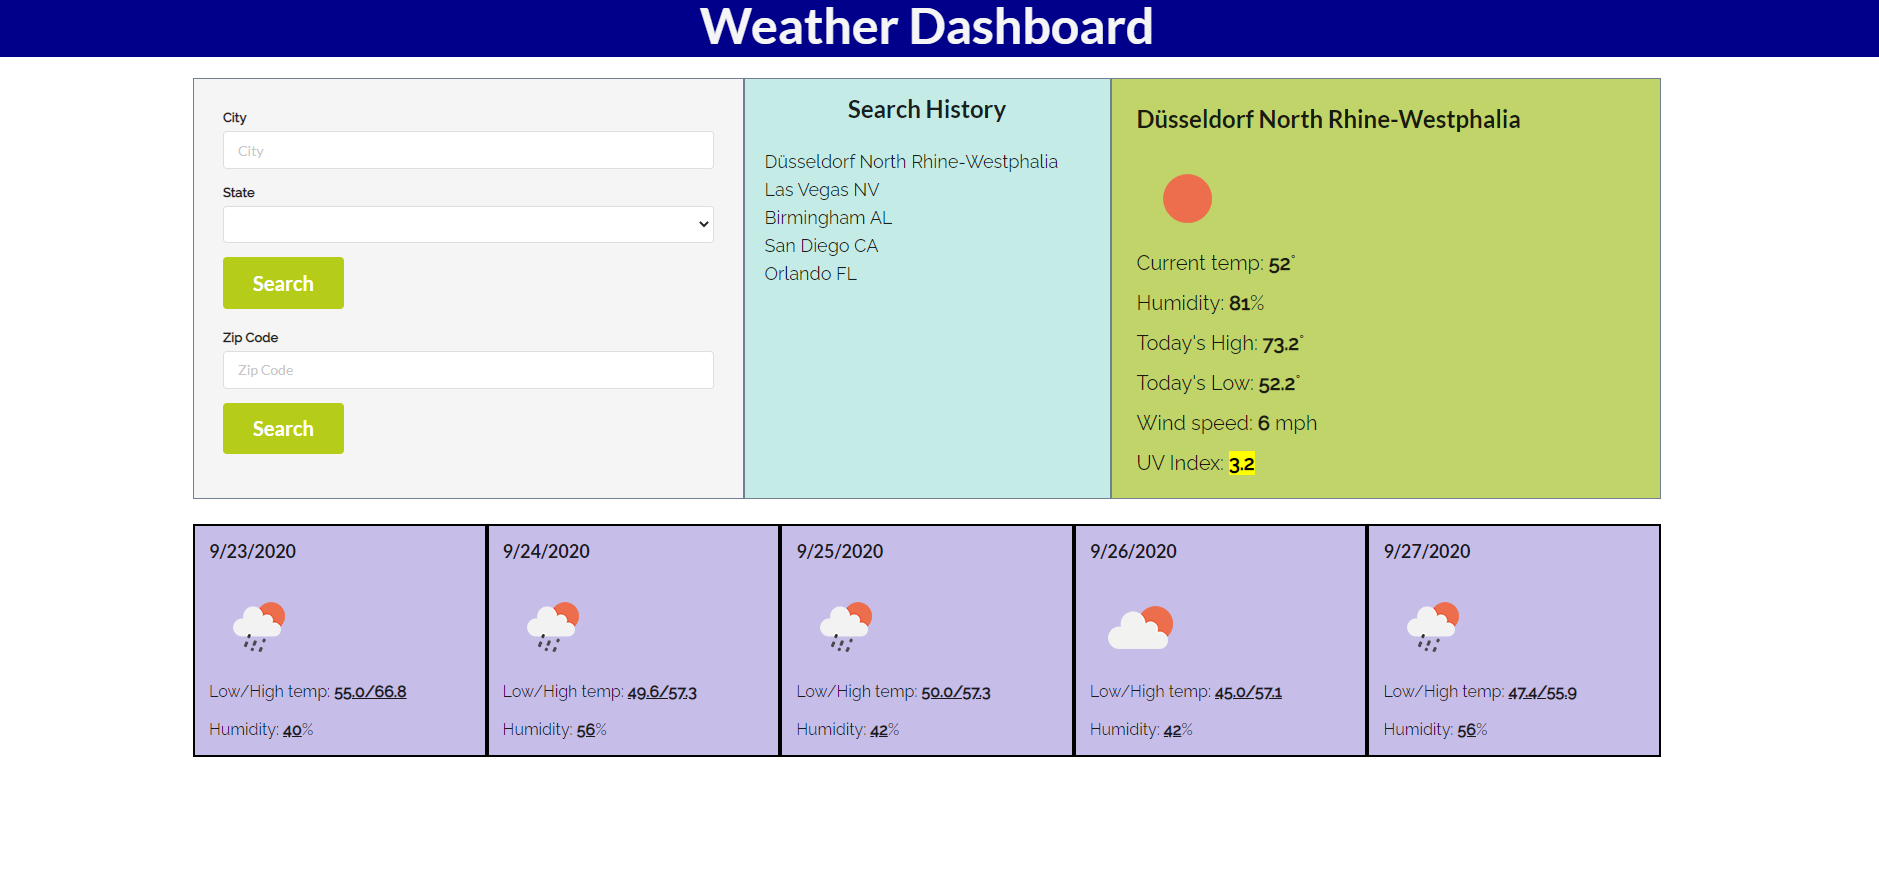 Weather Dashboard
City
City
State
Search
Zip Code
Zip Code
Search
Search History
Düsseldorf North Rhine-Westphalia
Las Vegas NV
Birmingham AL
San Diego CA
Orlando FL
Düsseldorf North Rhine-Westphalia
Current temp: 52°
Humidity: 81%
Today's High: 73.2°
Today's Low: 52.2°
Wind speed: 6 mph
UV Index: 3.2
9/23/2020
Low/High temp: 55.0/66.8
Humidity: 40%
9/24/2020
Low/High temp: 49.6/57.3
Humidity: 56%
9/25/2020
Low/High temp: 50.0/57.3
Humidity: 42%
9/26/2020
Low/High temp: 45.0/57.1
Humidity: 42%
9/27/2020
Low/High temp: 47.4/55.9
Humidity: 56%